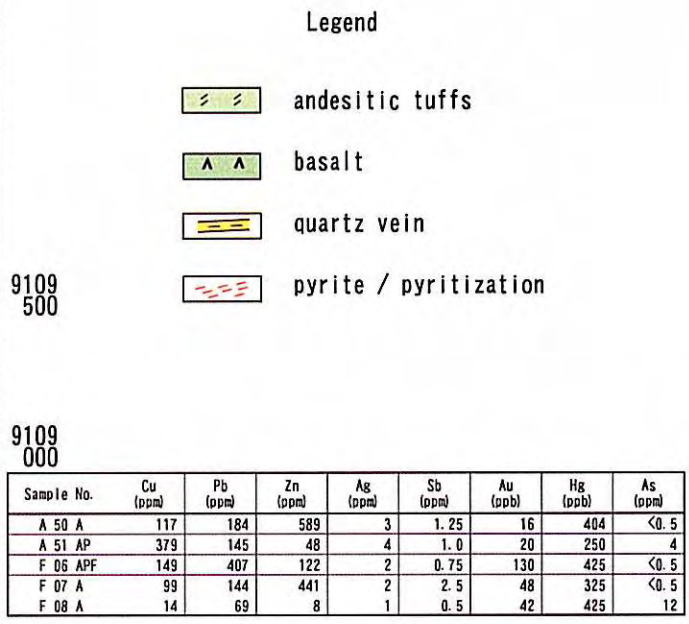 Legend
andesitic tuffs
basalt
quartz vein
pyrite / pyritization
9109
500
9109
000
Sample No. Cu (ppm) Pb (ppm) Zn (ppm) Ag (ppm) Sb (ppm) Au (ppb) Hg (ppb) As (ppm)
A 50 A 117 184 589 3 1.25 16 404 <0.5
A 51 AP 379 145 48 4 1.0 20 250 4
F 06 APF 149 407 122 2 0.75 130 425 <0.5
F 07 A 99 144 441 2 2.5 48 325 <0.5
F 08 A 14 69 8 1 0.5 42 425 12